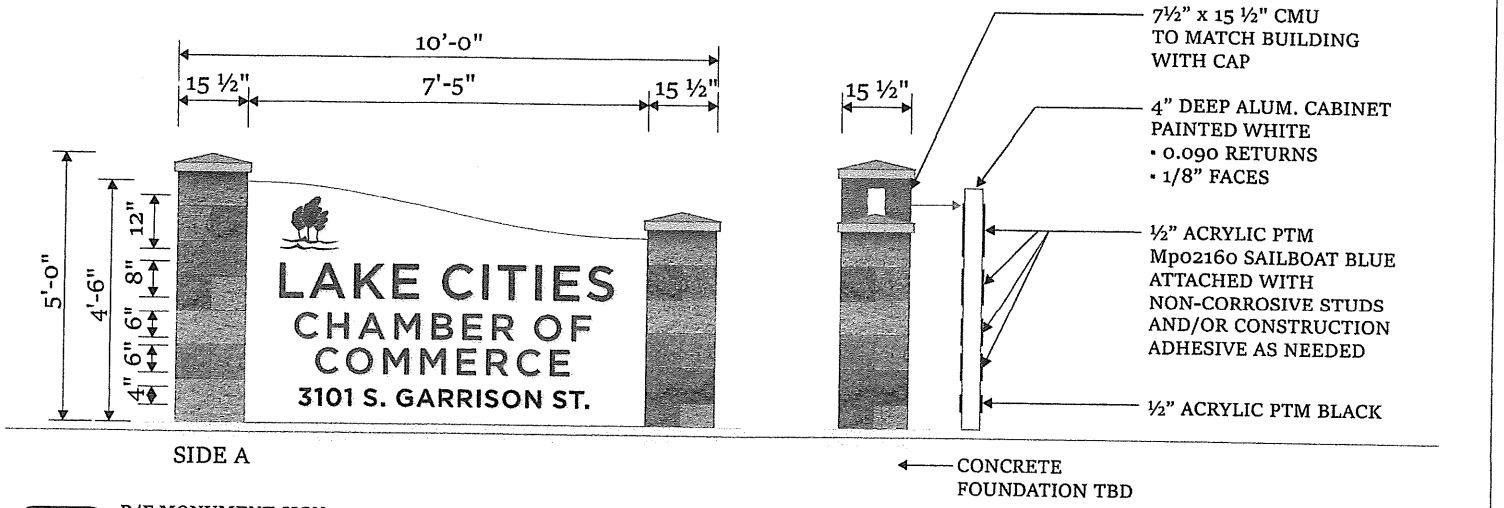 10'-0"
15 ½"
7'-5"
15 ½"
5'-0"
4'-6"
12"
8"
6"
6"
4"
LAKE CITIES
CHAMBER OF
COMMERCE
3101 S. GARRISON ST.
SIDE A
15 ½"
7½" x 15 ½" CMU
TO MATCH BUILDING
WITH CAP
4" DEEP ALUM. CABINET
PAINTED WHITE
• 0.090 RETURNS
• 1/8" FACES
½" ACRYLIC PTM
Mp02160 SAILBOAT BLUE
ATTACHED WITH
NON-CORROSIVE STUDS
AND/OR CONSTRUCTION
ADHESIVE AS NEEDED
½" ACRYLIC PTM BLACK
CONCRETE
FOUNDATION TBD